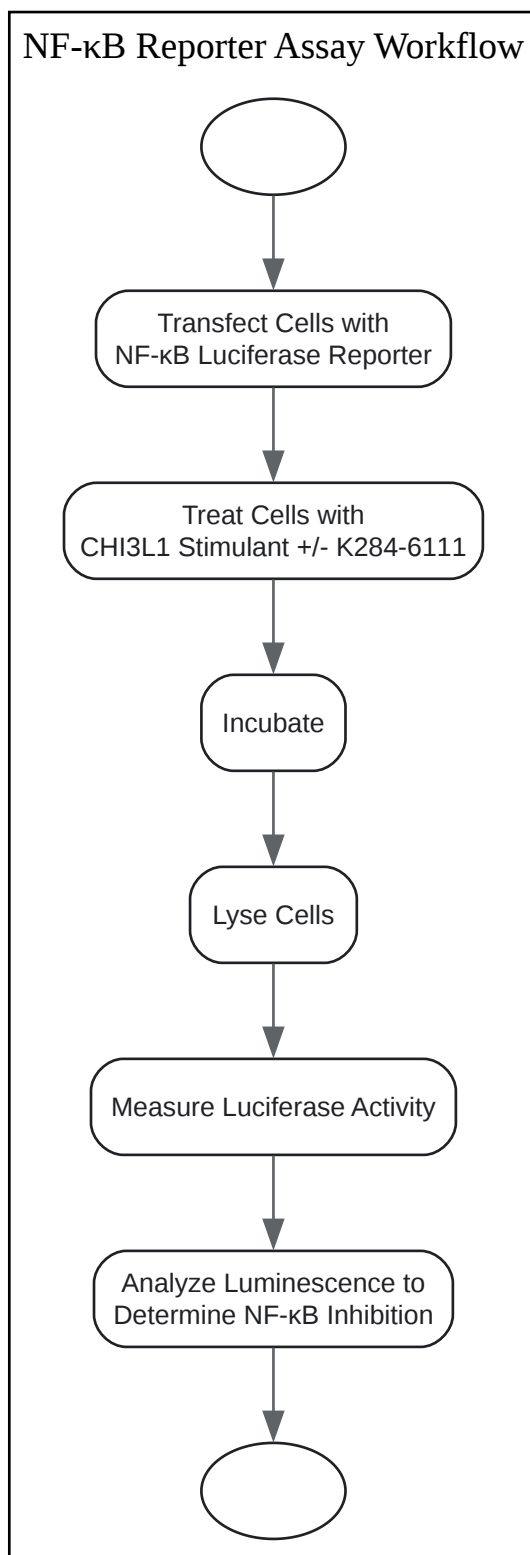 NF-κB Reporter Assay Workflow
Transfect Cells with
NF-κB Luciferase Reporter
Treat Cells with
CHI3L1 Stimulant +/- K284-6111
Incubate
Lyse Cells
Measure Luciferase Activity
Analyze Luminescence to
Determine NF-κB Inhibition